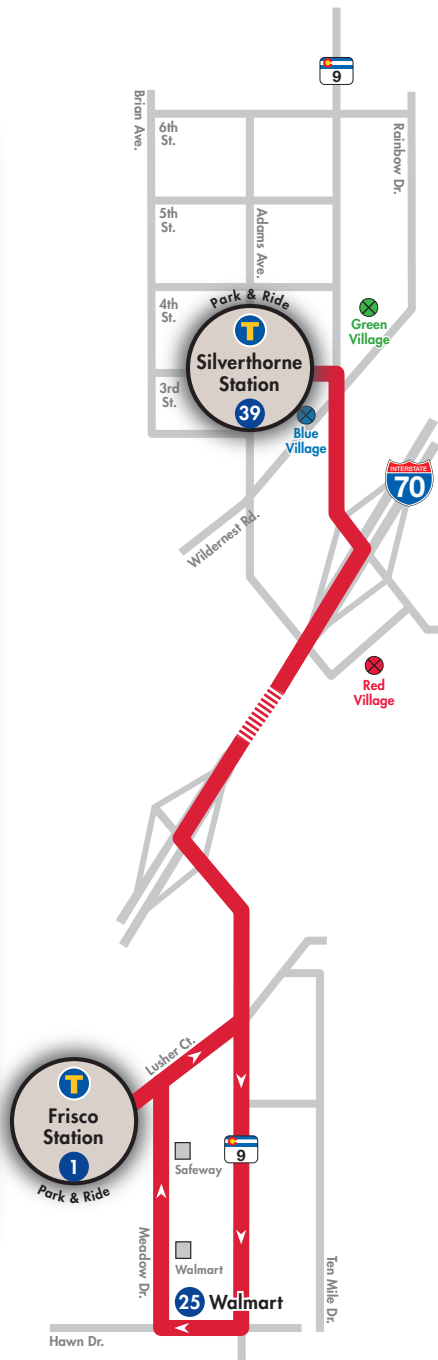 9
Brian Ave.
6th
St.
Rainbow Dr.
5th
St.
Adams Ave.
4th
St.
Park & Ride
T
Silverthorne
Station
39
3rd
St.
Green
Village
Blue
Village
INTERSTATE
70
Wildernest Rd.
Red
Village
Lusher Ct.
T
Frisco
Station
1
Park & Ride
9
Safeway
Meadow Dr.
Walmart
25 Walmart
Ten Mile Dr.
Hawn Dr.